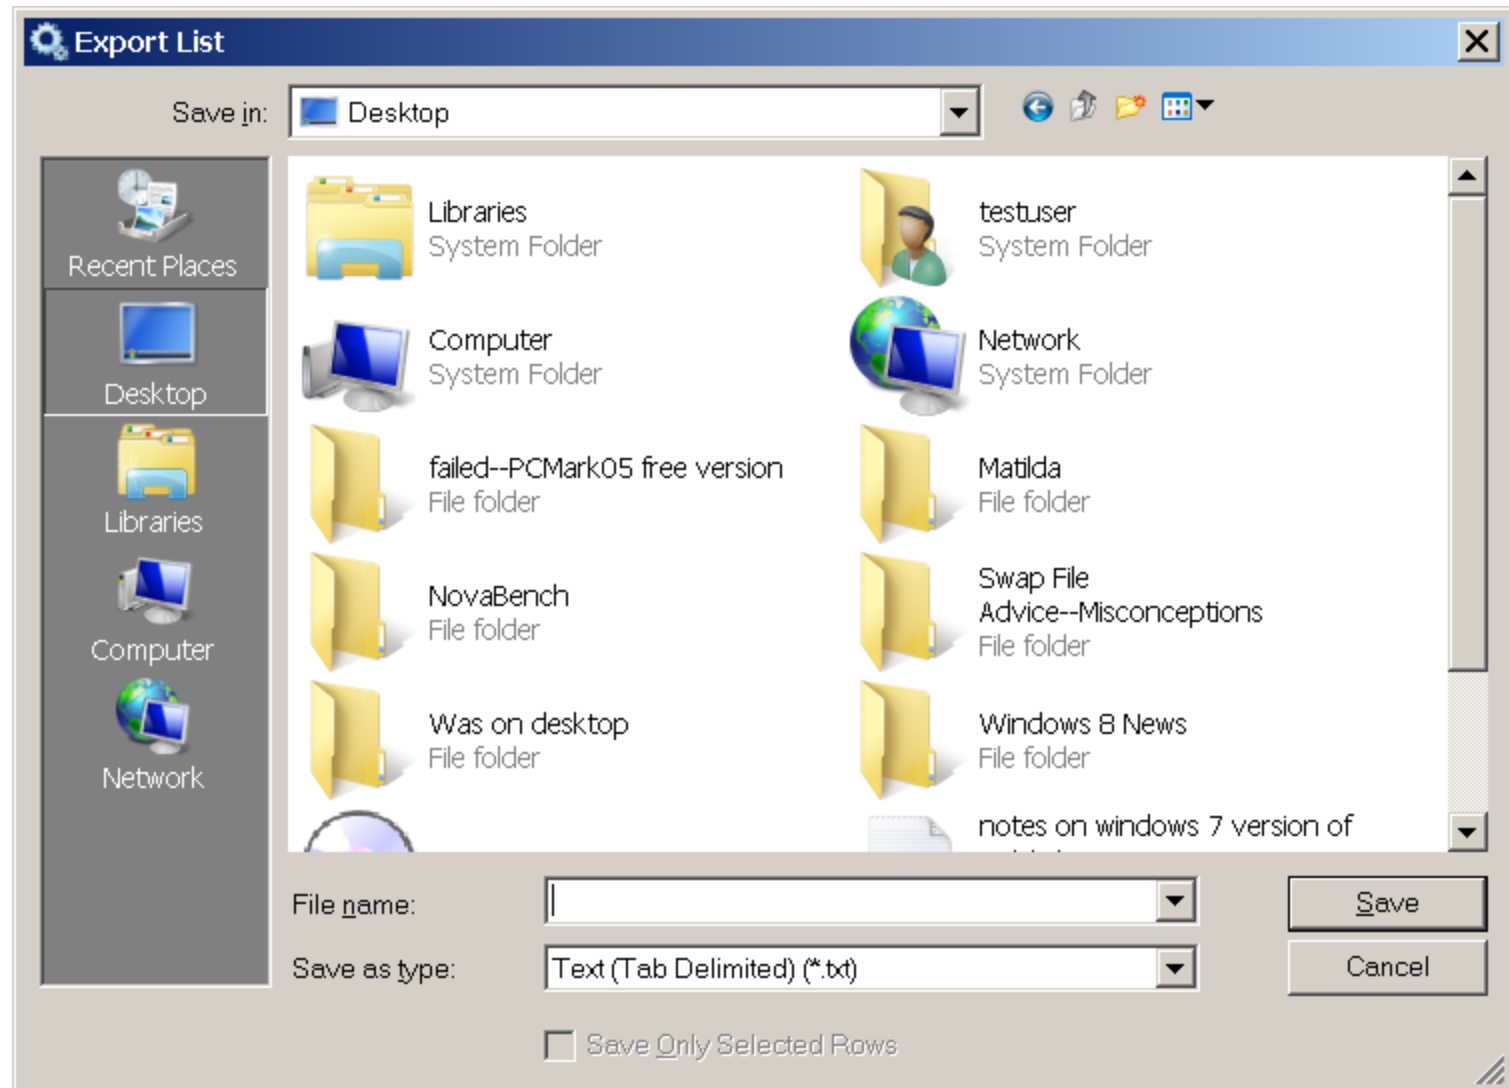 Export List
Save in:
Desktop
Recent Places
Desktop
Libraries
Computer
Network
Libraries
System Folder
testuser
System Folder
Computer
System Folder
Network
System Folder
failed--PCMark05 free version
File folder
Matilda
File folder
NovaBench
File folder
Swap File
Advice--Misconceptions
File folder
Was on desktop
File folder
Windows 8 News
File folder
notes on windows 7 version of
File name:
Save
Save as type:
Text (Tab Delimited) (*.txt)
Cancel
Save Only Selected Rows